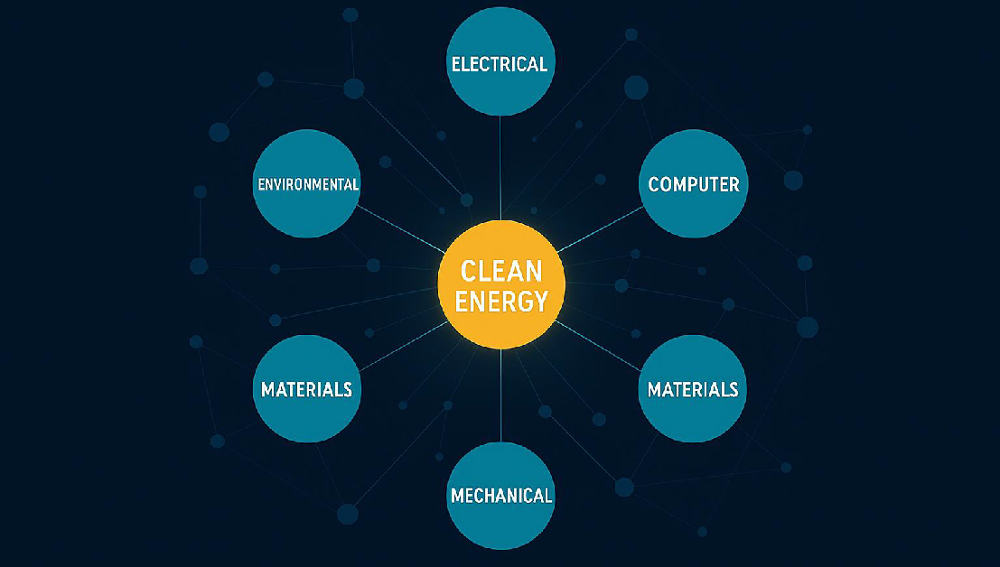 ELECTRICAL
ENVIRONMENTAL
COMPUTER
CLEAN
ENERGY
MATERIALS
MATERIALS
MECHANICAL